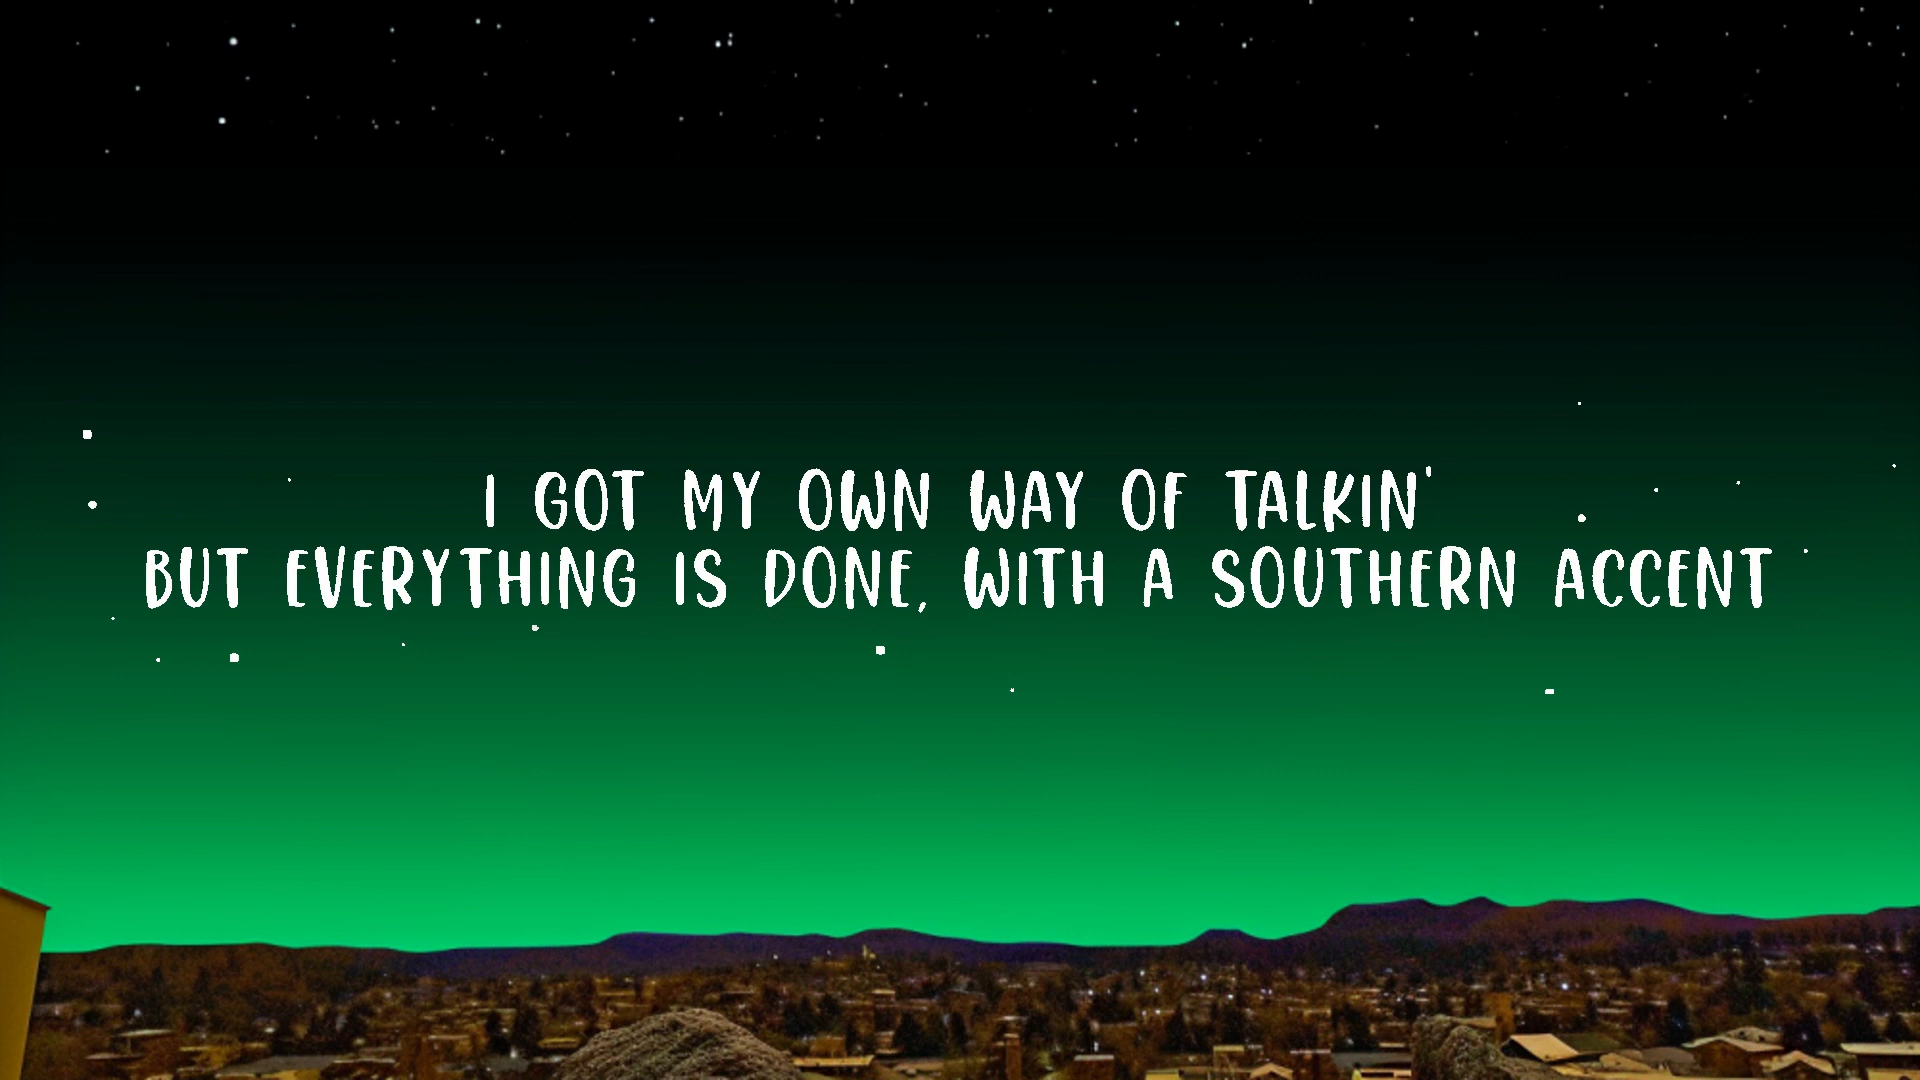 I GOT MY OWN WAY OF TALKIN'
BUT EVERYTHING IS DONE, WITH A SOUTHERN ACCENT